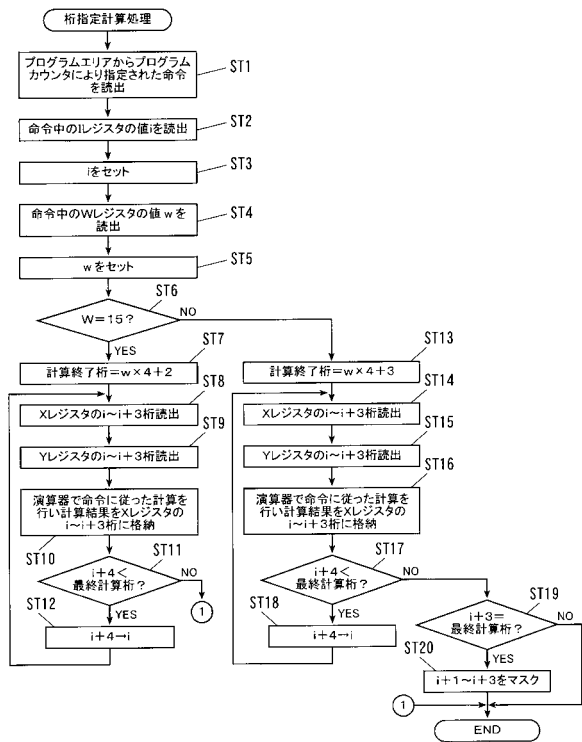 桁指定計算処理
プログラムエリアからプログラム
カウンタにより指定された命令
を読出
ST1
命令中のIレジスタの値iを読出
ST2
iをセット
ST3
命令中のWレジスタの値 w を
読出
ST4
w をセット
ST5
W=15?
ST6
NO
YES
ST7
計算終了桁=w×4+2
ST8
Xレジスタのi~i+3桁読出
ST9
Yレジスタのi~i+3桁読出
演算器で命令に従った計算を
行い計算結果をXレジスタの
i~i+3桁に格納
ST10
ST11
i+4<
最終計算桁?
NO
1
YES
ST12
i+4→i
ST13
計算終了桁=w×4+3
ST14
Xレジスタのi~i+3桁読出
ST15
Yレジスタのi~i+3桁読出
ST16
演算器で命令に従った計算を
行い計算結果をXレジスタの
i~i+3桁に格納
ST17
i+4<
最終計算桁?
NO
YES
ST18
i+4→i
ST19
i+3=
最終計算桁?
NO
YES
ST20
i+1~i+3をマスク
1
END